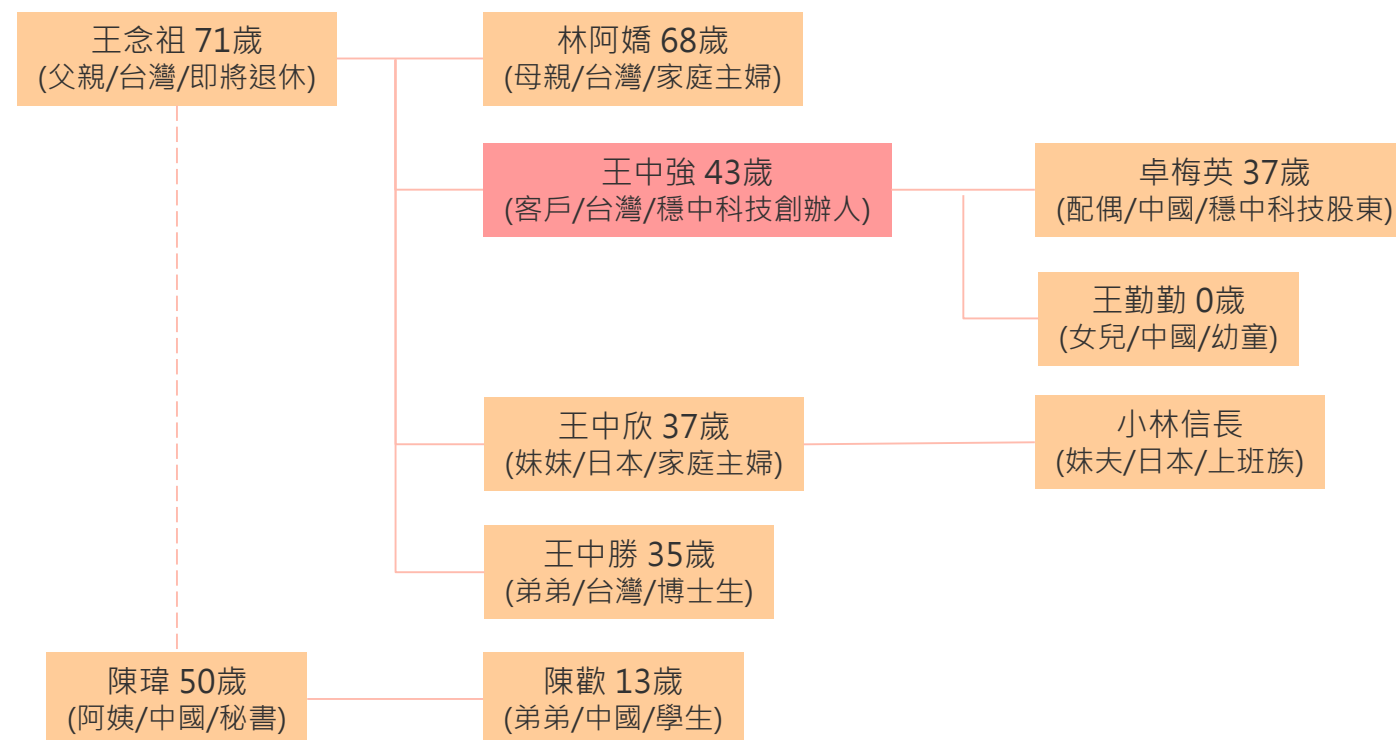 王念祖 71歲
(父親/台灣/即將退休)
林阿嬌 68歲
(母親/台灣/家庭主婦)
王中強 43歲
(客戶/台灣/穩中科技創辦人)
卓梅英 37歲
(配偶/中國/穩中科技股東)
王勤勤 0歲
(女兒/中國/幼童)
王中欣 37歲
(妹妹/日本/家庭主婦)
小林信長
(妹夫/日本/上班族)
王中勝 35歲
(弟弟/台灣/博士生)
陳瑋 50歲
(阿姨/中國/秘書)
陳歡 13歲
(弟弟/中國/學生)